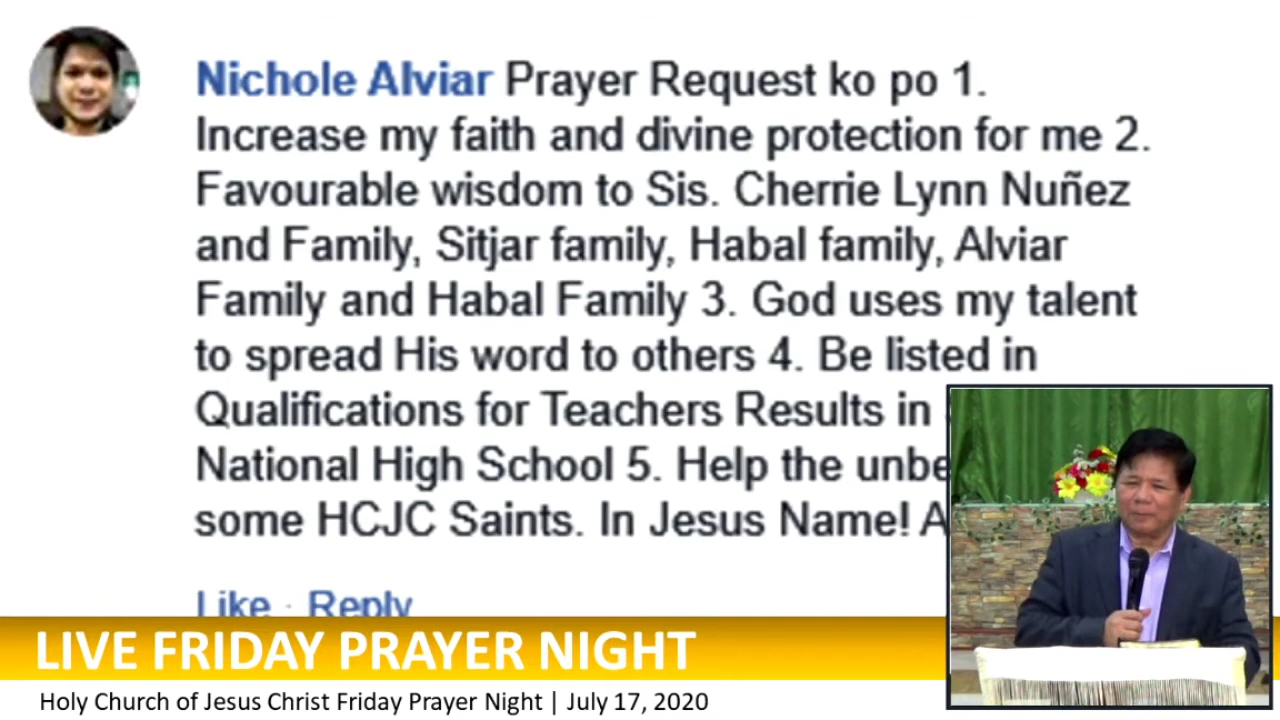 Nichole Alviar Prayer Request ko po 1.
Increase my faith and divine protection for me 2.
Favourable wisdom to Sis. Cherrie Lynn Nuñez
and Family, Sitjar family, Habal family, Alviar
Family and Habal Family 3. God uses my talent
to spread His word to others 4. Be listed in
Qualifications for Teachers Results in
National High School 5. Help the
some HCJC Saints. In Jesus Name!
Like · Reply
LIVE FRIDAY PRAYER NIGHT
Holy Church of Jesus Christ Friday Prayer Night | July 17, 2020